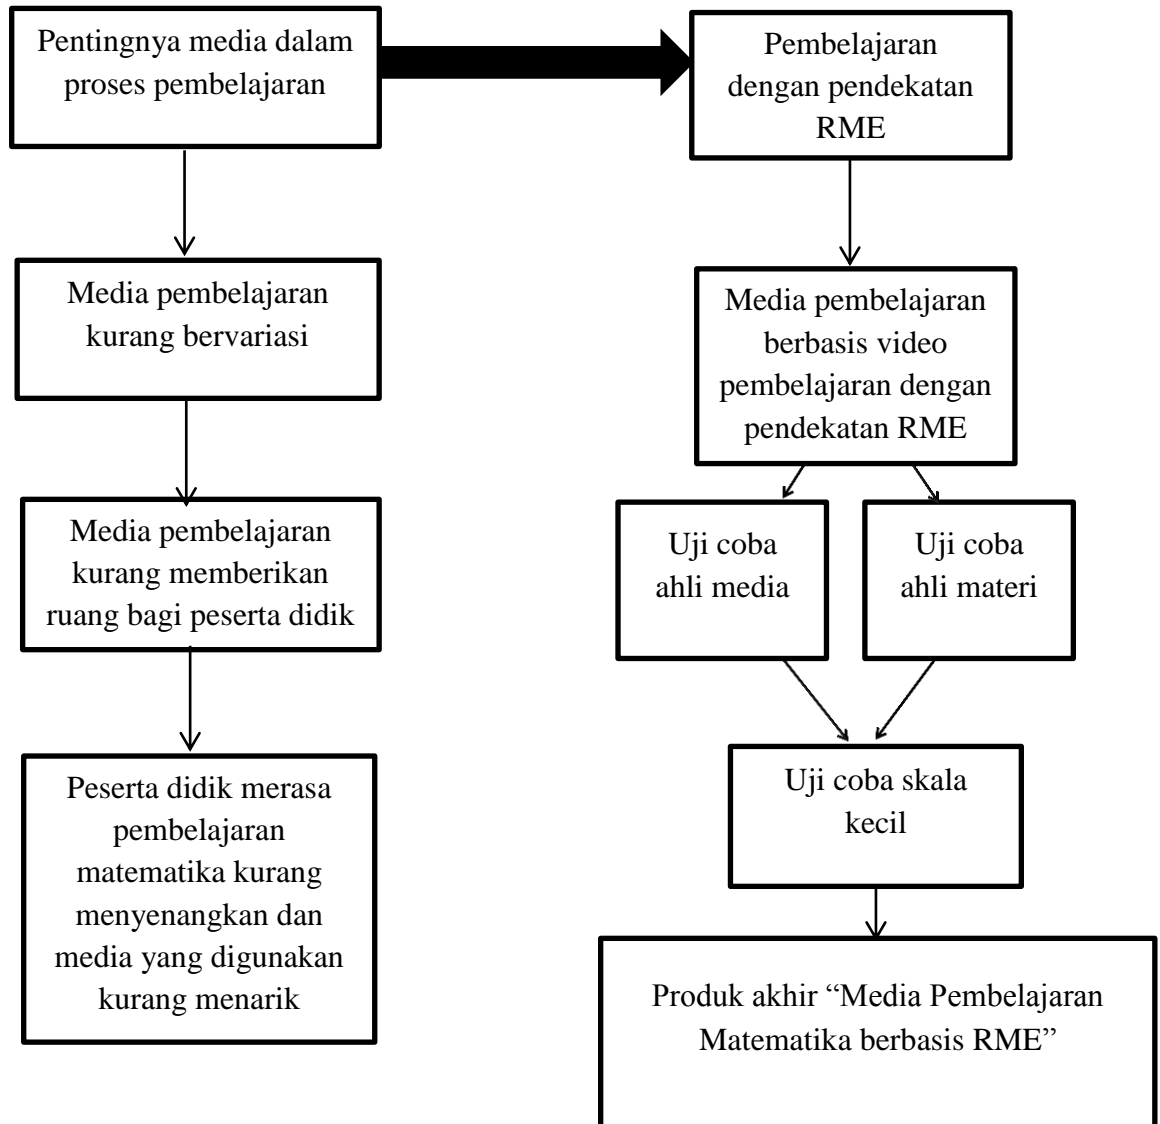 Pentingnya media dalam
proses pembelajaran
Pembelajaran
dengan pendekatan
RME
Media pembelajaran
kurang bervariasi
Media pembelajaran
berbasis video
pembelajaran dengan
pendekatan RME
Media pembelajaran
kurang memberikan
ruang bagi peserta didik
Uji coba
ahli media
Uji coba
ahli materi
Peserta didik merasa
pembelajaran
matematika kurang
menyenangkan dan
media yang digunakan
kurang menarik
Uji coba skala
kecil
Produk akhir “Media Pembelajaran
Matematika berbasis RME”